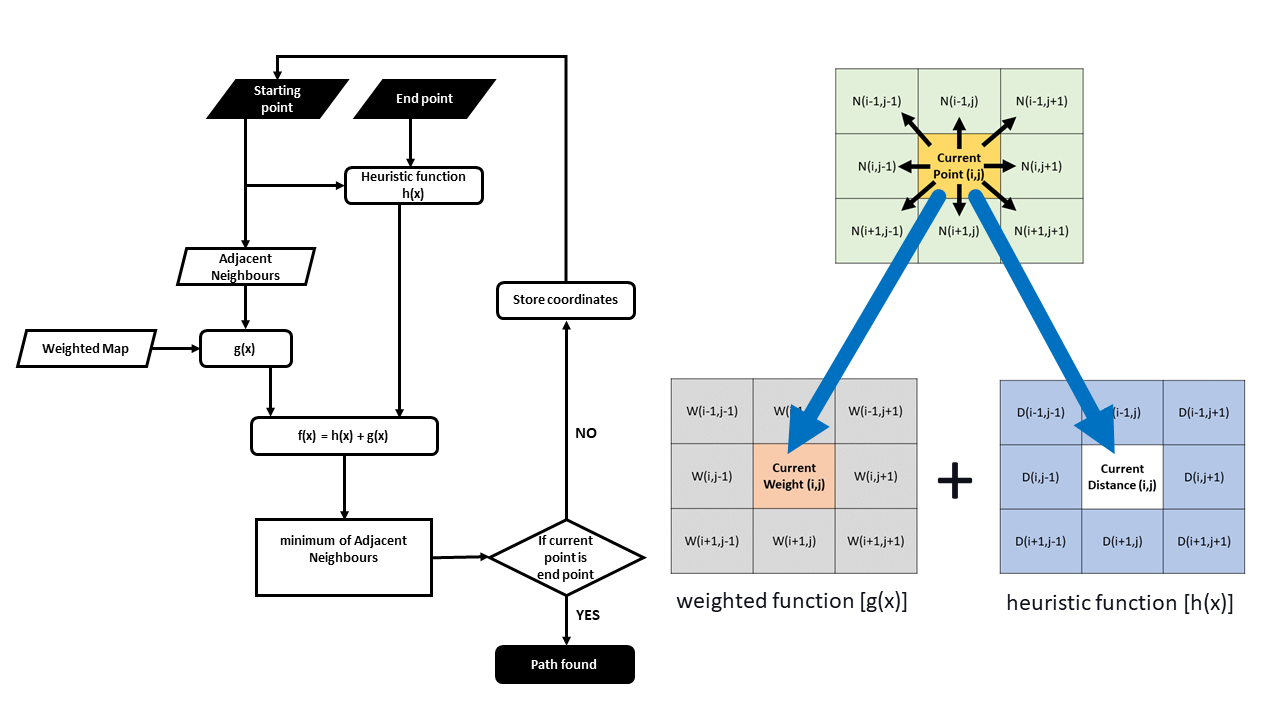 Starting
point
End point
Heuristic function
h(x)
Adjacent
Neighbours
Weighted Map
g(x)
f(x) = h(x) + g(x)
minimum of Adjacent
Neighbours
If current
point is
end point
NO
Store coordinates
YES
Path found
N(i-1,j-1) N(i-1,j) N(i-1,j+1)
N(i,j-1) Current N(i,j+1)
Point (i,j)
N(i+1,j-1) N(i+1,j) N(i+1,j+1)
W(i-1,j-1) W(i-1,j+1)
W(i,j-1) Current W(i,j+1)
Weight (i,j)
W(i+1,j-1) W(i+1,j) W(i+1,j+1)
weighted function [g(x)]
+
D(i-1,j-1) (i-1,j) D(i-1,j+1)
D(i,j-1) Current D(i,j+1)
Distance (i,j)
D(i+1,j-1) D(i+1,j) D(i+1,j+1)
heuristic function [h(x)]